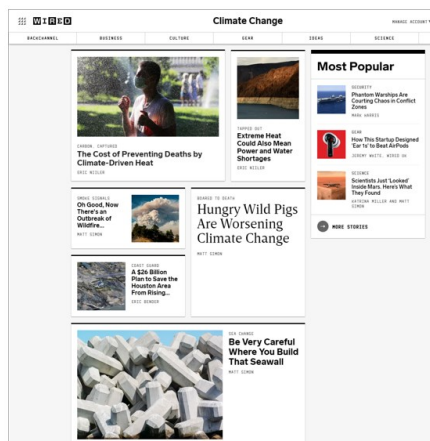 WIRED
Climate Change
MANAGE ACCOUNT
BACKCHANNEL
BUSINESS
CULTURE
GEAR
IDEAS
SCIENCE
CARBON, CAPTURED
The Cost of Preventing Deaths by
Climate-Driven Heat
ERIC NIILER
TAPPED OUT
Extreme Heat
Could Also Mean
Power and Water
Shortages
ERIC NIILER
SMOKE SIGNALS
Oh Good, Now
There's an
Outbreak of
Wildfire...
MATT SIMON
COAST GUARD
A $26 Billion
Plan to Save the
Houston Area
From Rising...
ERIC BENDER
BOARED TO DEATH
Hungry Wild Pigs
Are Worsening
Climate Change
MATT SIMON
SEA CHANGE
Be Very Careful
Where You Build
That Seawall
MATT SIMON
Most Popular
SECURITY
Phantom Warships Are
Courting Chaos in Conflict
Zones
MARK HARRIS
GEAR
How This Startup Designed
'Ear 1s' to Beat AirPods
JEREMY WHITE, WIRED UK
SCIENCE
Scientists Just 'Looked'
Inside Mars. Here's What
They Found
KATRINA MILLER AND MATT
SIMON
MORE STORIES